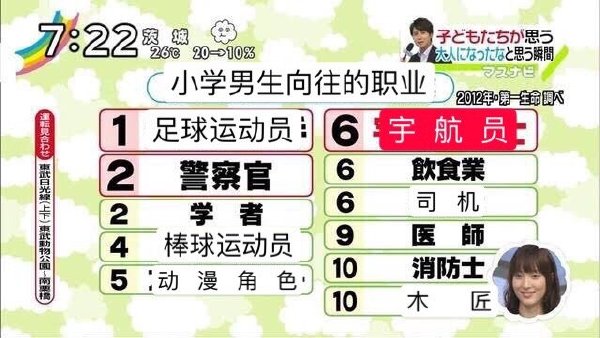 7:22
茨城
26℃ 20→10%
子どもたちが思う
大人になったなと思う瞬間
マスナビ
小学男生向往的职业
2012年・第一生命 調べ
1 足球运动员
2 警察官
2 学者
4 棒球运动员
5 动漫角色
6 宇航员
6 飲食業
6 司机
9 医師
10 消防士
10 木匠
運転見合わせ
東武日光線(上下) 東武動物公園―南栗橋